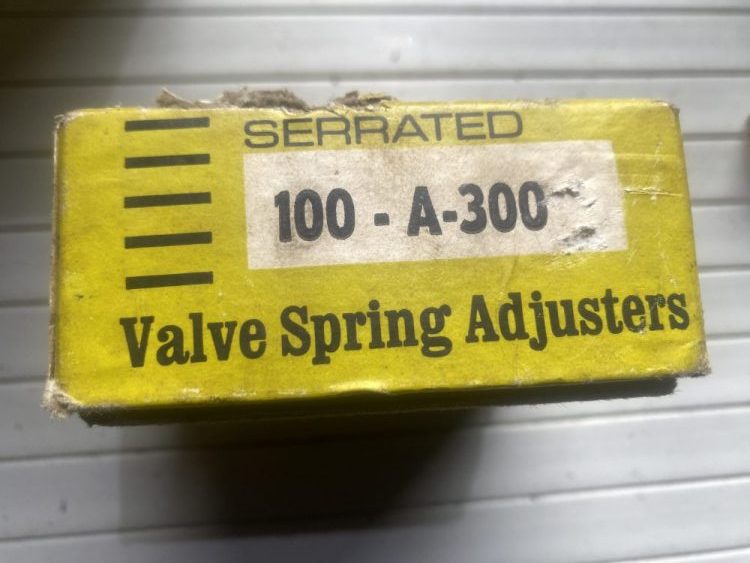 SERRATED
100 - A-300
Valve Spring Adjusters